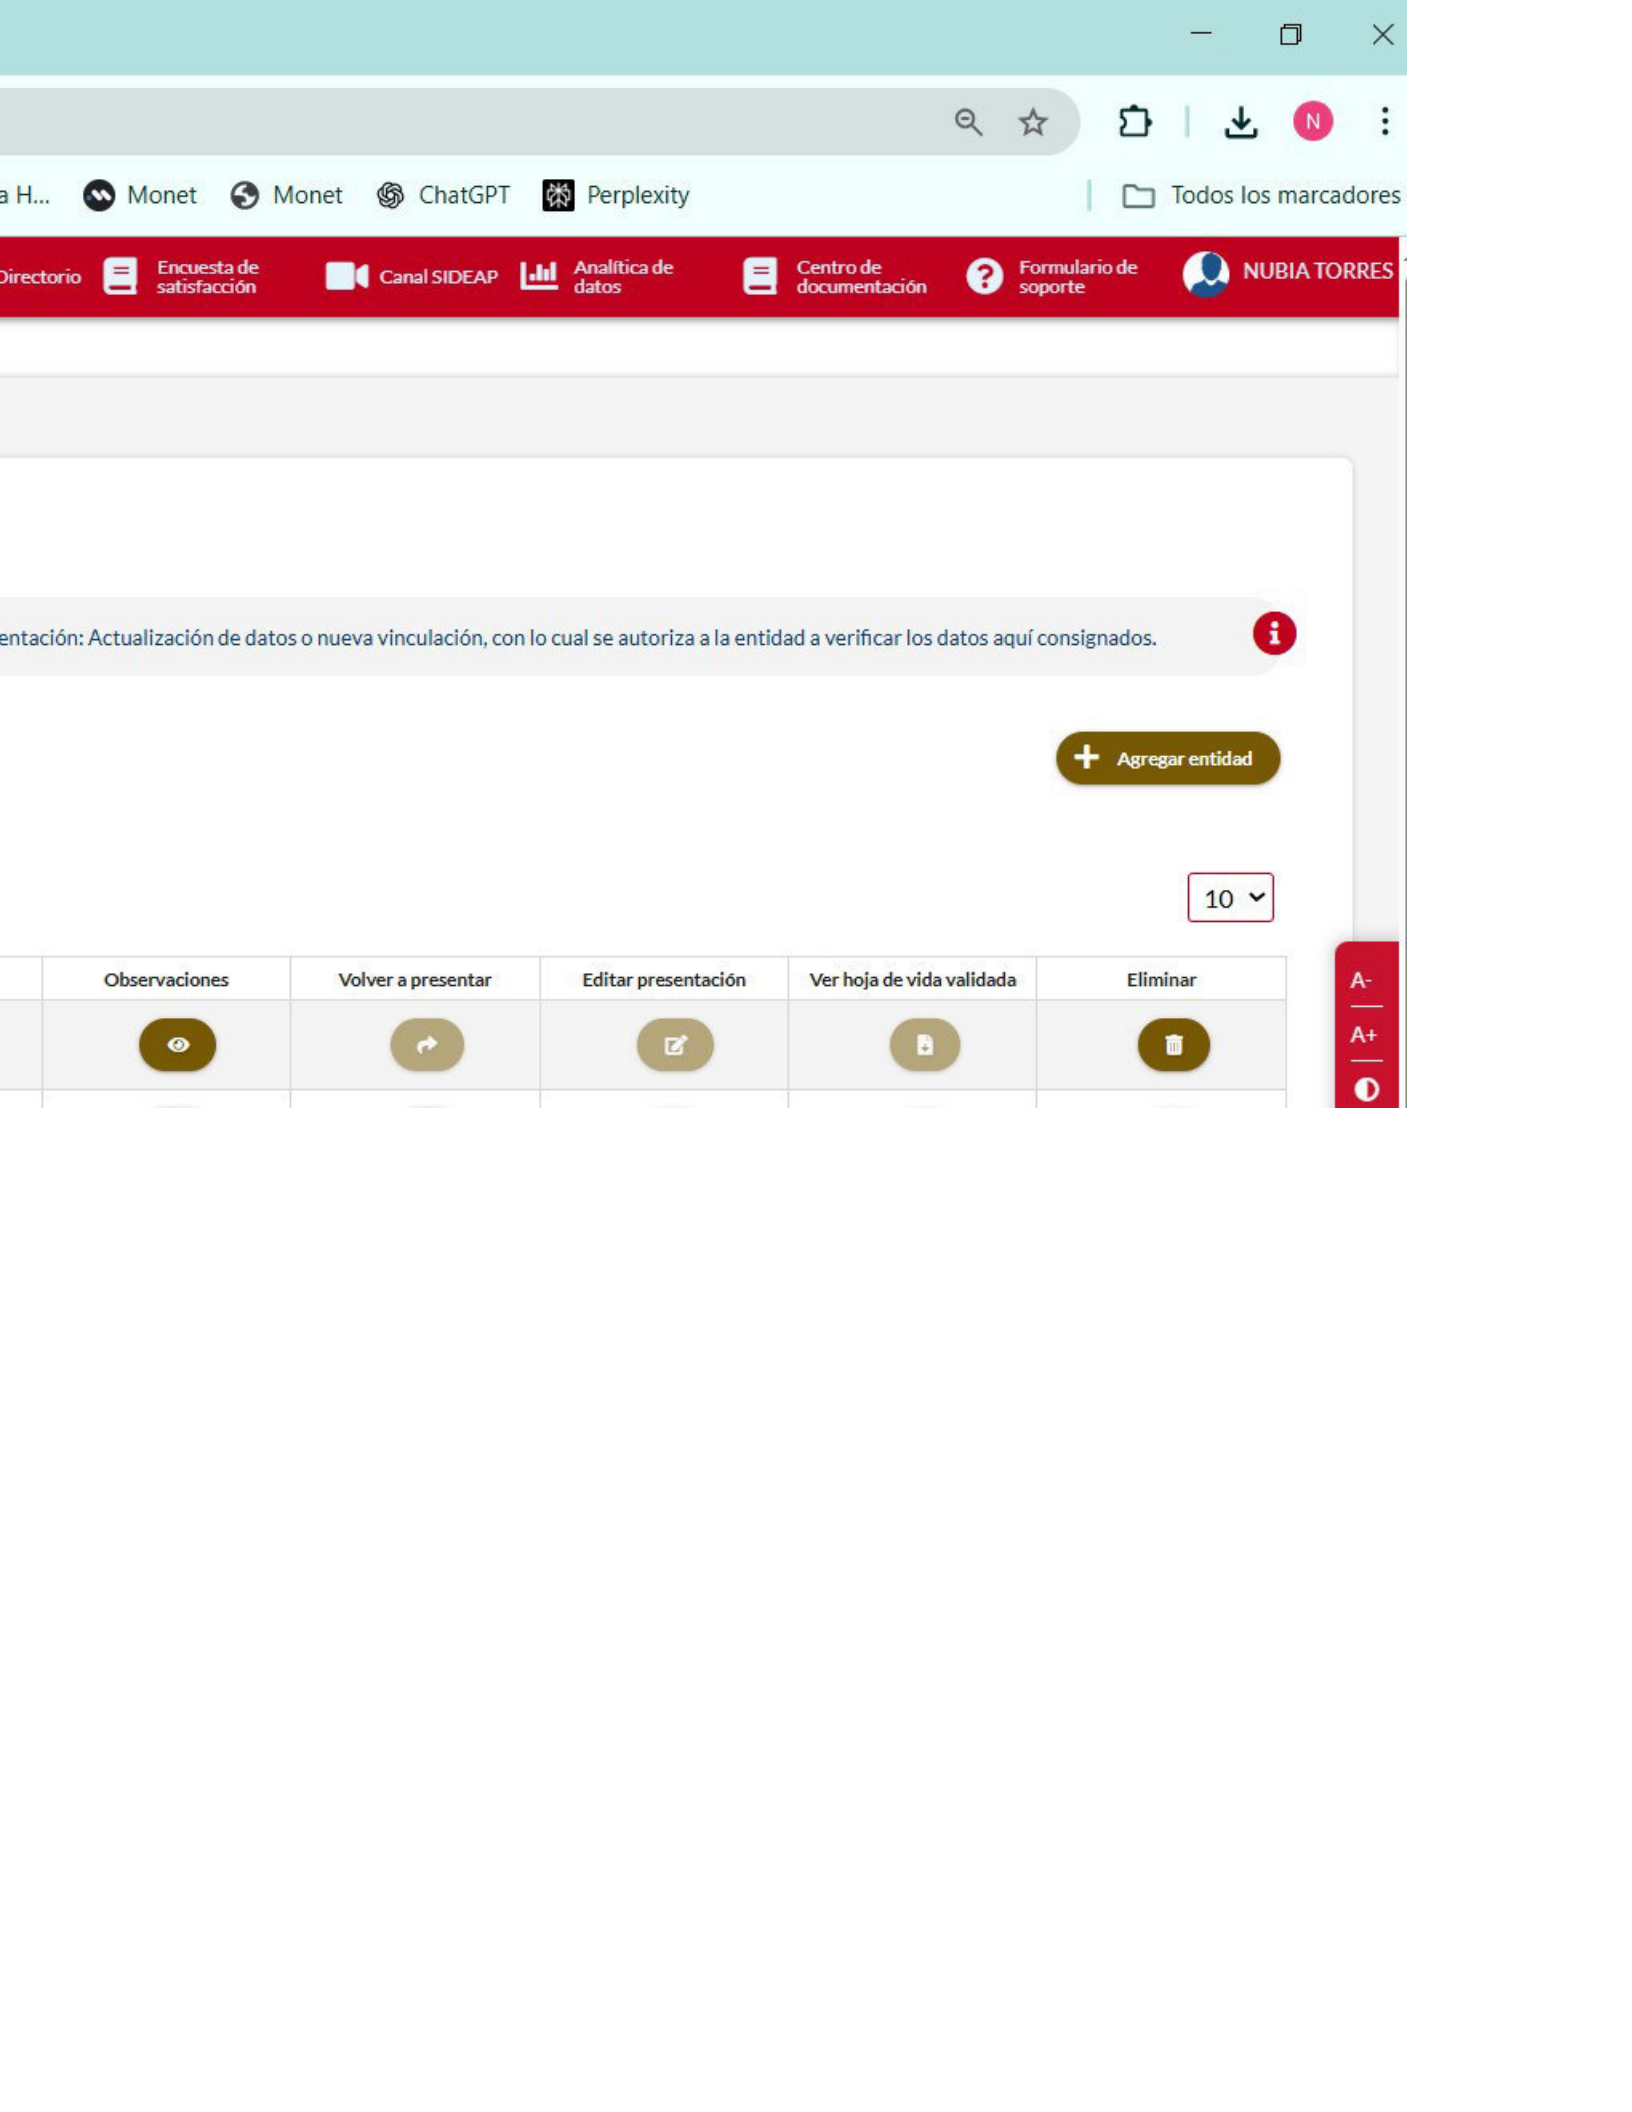 a H... Monet Monet ChatGPT Perplexity Todos los marcadores
Directorio Encuesta de satisfacción Canal SIDEAP Analítica de datos Centro de documentación Formulario de soporte NUBIA TORRES
entación: Actualización de datos o nueva vinculación, con lo cual se autoriza a la entidad a verificar los datos aquí consignados.
Agregar entidad
10
Observaciones Volver a presentar Editar presentación Ver hoja de vida validada Eliminar
A-
A+
N